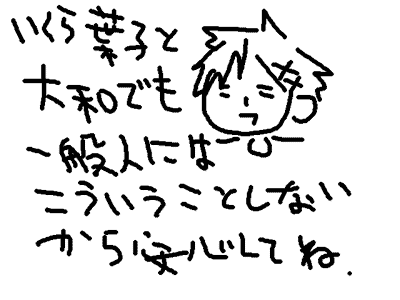 いくら葉子と
大和でも
一般人には
こういうことしない
から安心してね.